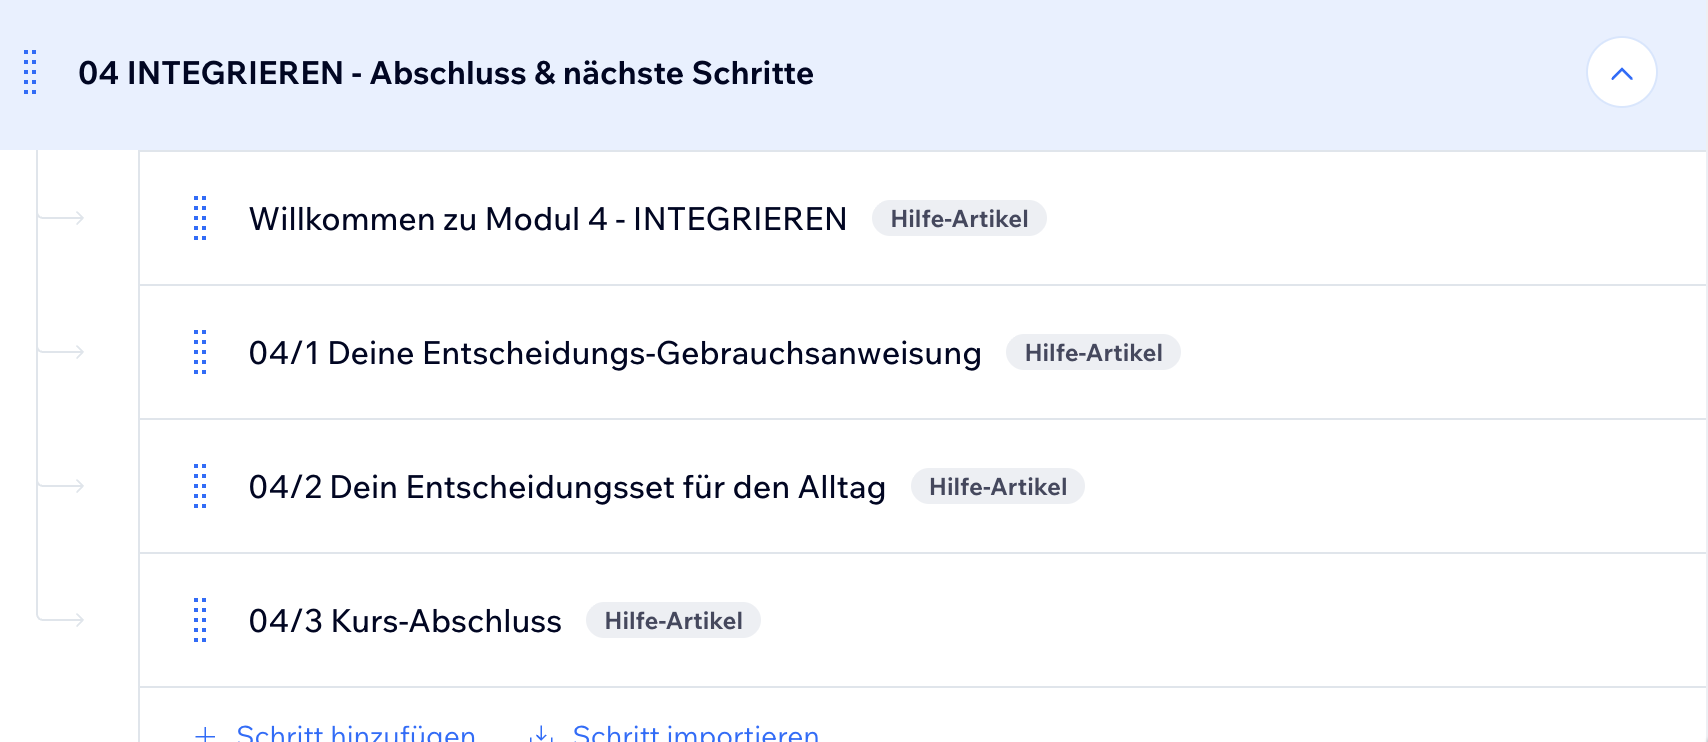 04 INTEGRIEREN - Abschluss & nächste Schritte
Willkommen zu Modul 4 - INTEGRIEREN Hilfe-Artikel
04/1 Deine Entscheidungs-Gebrauchsanweisung Hilfe-Artikel
04/2 Dein Entscheidungsset für den Alltag Hilfe-Artikel
04/3 Kurs-Abschluss Hilfe-Artikel
Schritt hinzufügen Schritt importieren